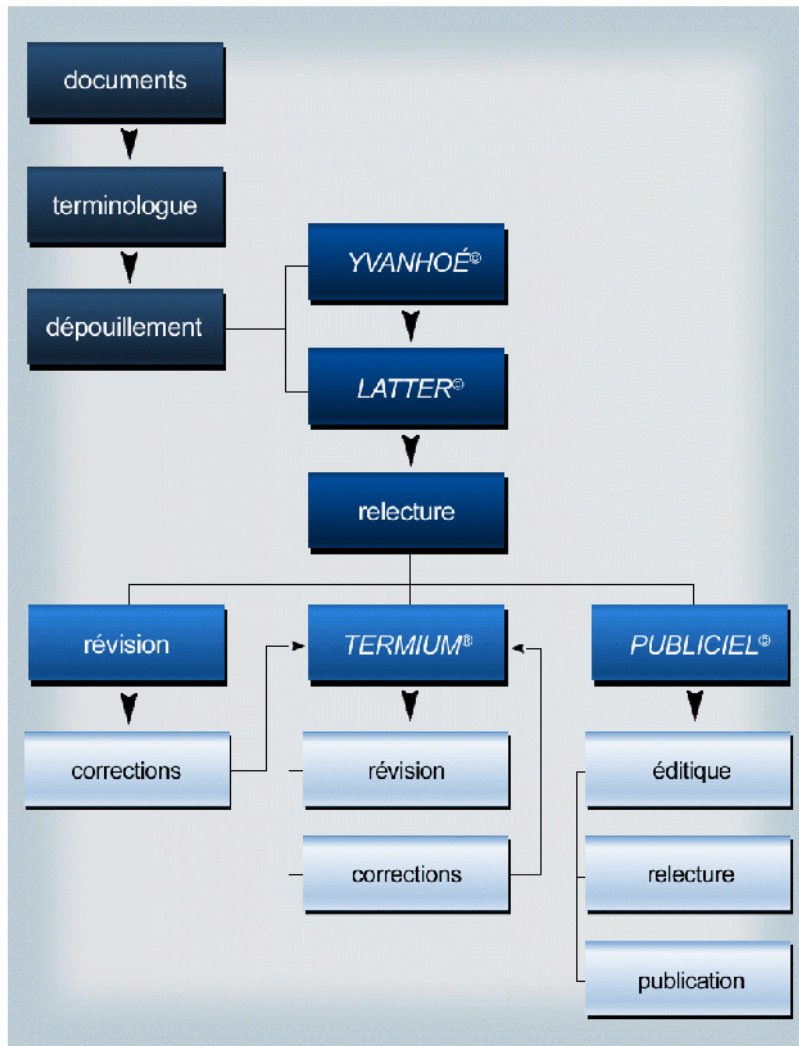 documents
terminologue
dépouillement
YVANHOÉ©
LATTER©
relecture
révision
TERMIUM®
PUBLICIEL©
corrections
révision
éditique
corrections
relecture
publication